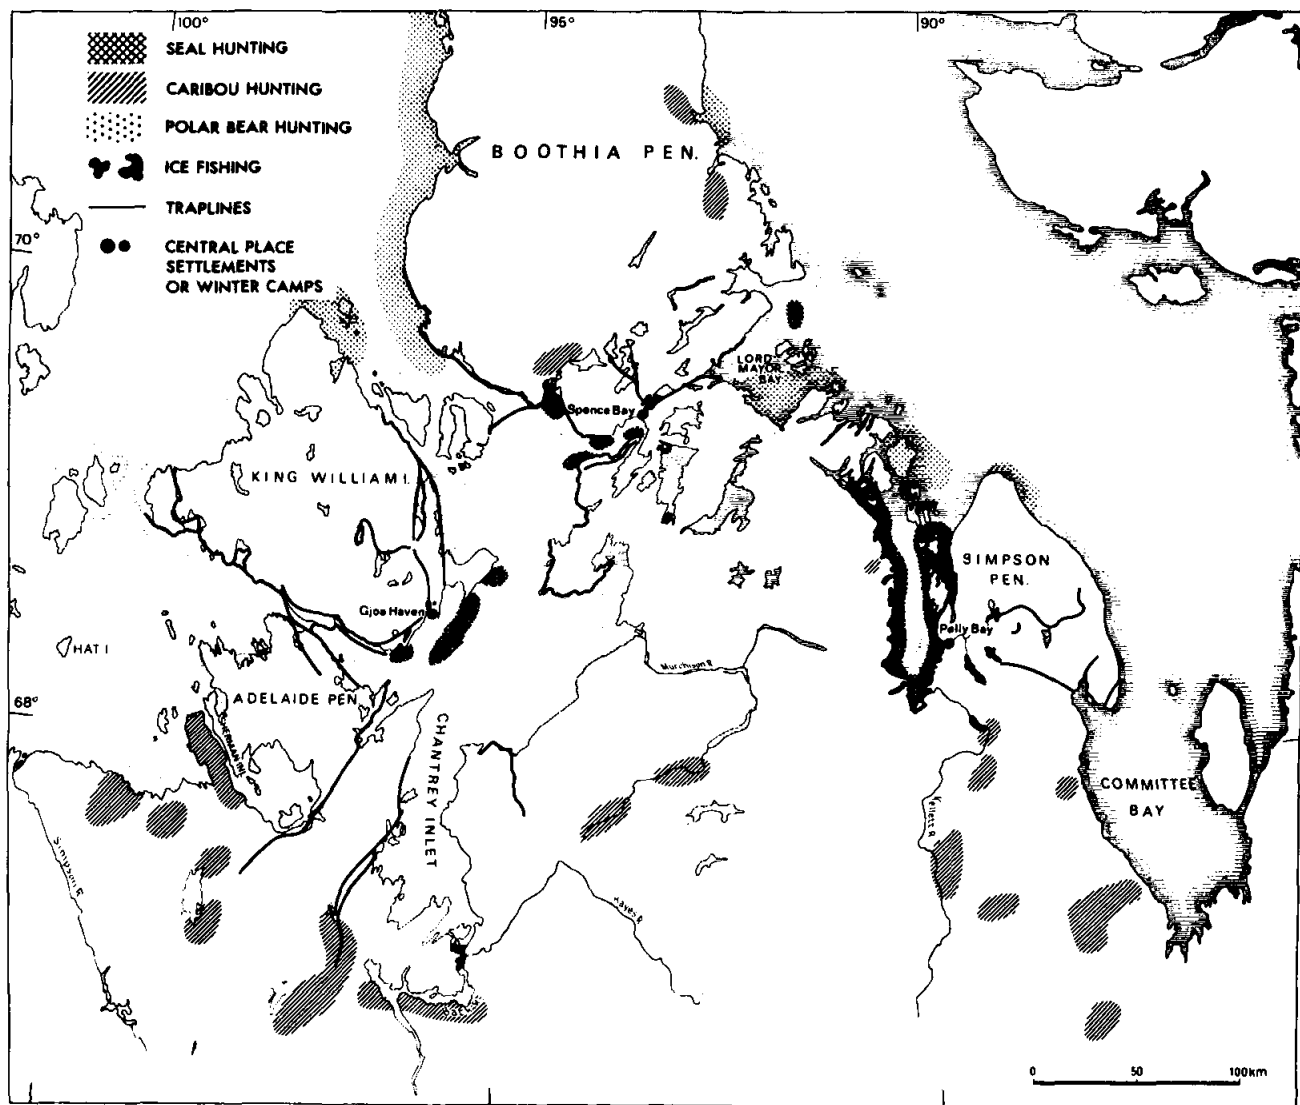 100°
95°
90°
SEAL HUNTING
CARIBOU HUNTING
POLAR BEAR HUNTING
ICE FISHING
TRAPLINES
CENTRAL PLACE
SETTLEMENTS
OR WINTER CAMPS
70°
68°
BOOTHIA PEN.
LORD
MAYOR
BAY
Spence Bay
KING WILLIAM I.
SIMPSON
PEN.
Gjoa Haven
Pelly Bay
HAT I
Murchison R.
ADELAIDE PEN.
SHERMAN INL.
CHANTREY INLET
COMMITTEE
BAY
Kellett R.
Simpson R.
Hayes R.
0 50 100km